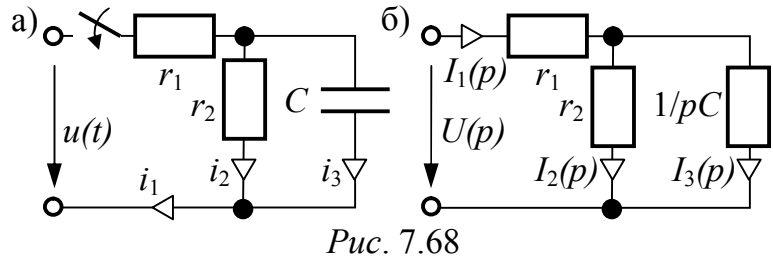 а) б)
r₁ I₁(p) r₁
r₂ C r₂ 1/pC
u(t) U(p)
i₁ i₂ i₃ I₂(p) I₃(p)
Рис. 7.68